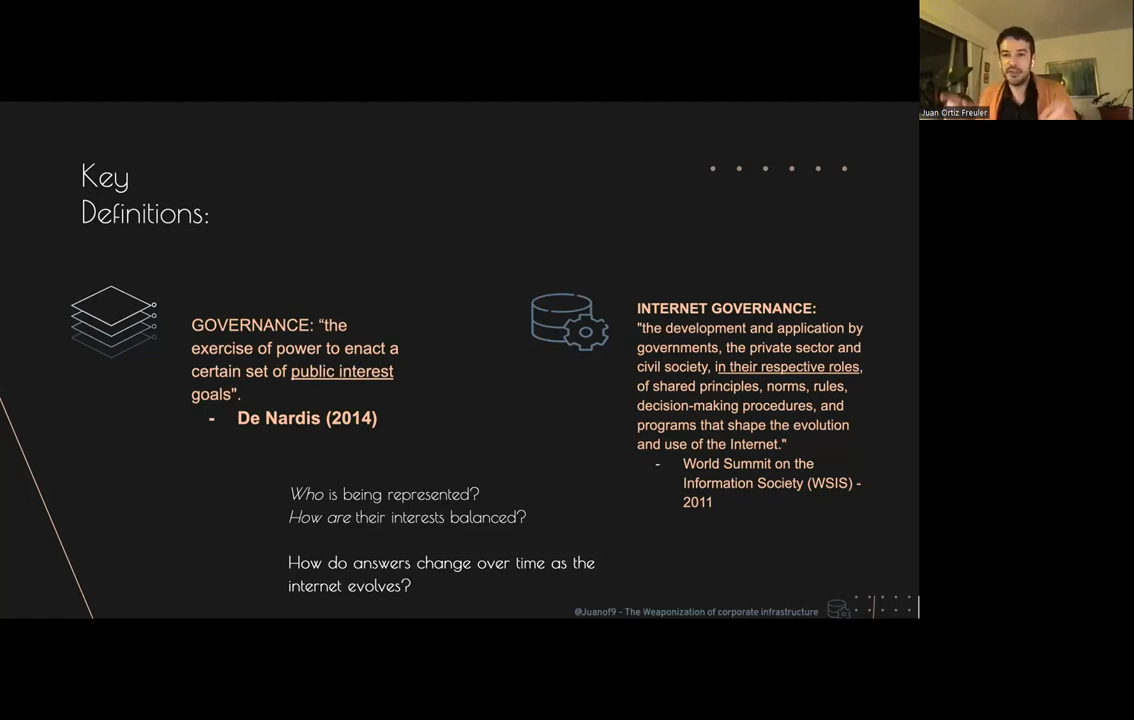 Juan Ortiz Freuler
Key
Definitions:
GOVERNANCE: “the
exercise of power to enact a
certain set of public interest
goals".
- De Nardis (2014)
INTERNET GOVERNANCE:
"the development and application by
governments, the private sector and
civil society, in their respective roles,
of shared principles, norms, rules,
decision-making procedures, and
programs that shape the evolution
and use of the Internet."
- World Summit on the
Information Society (WSIS) -
2011
Who is being represented?
How are their interests balanced?
How do answers change over time as the
internet evolves?
@Juanof9 - The Weaponization of corporate infrastructure